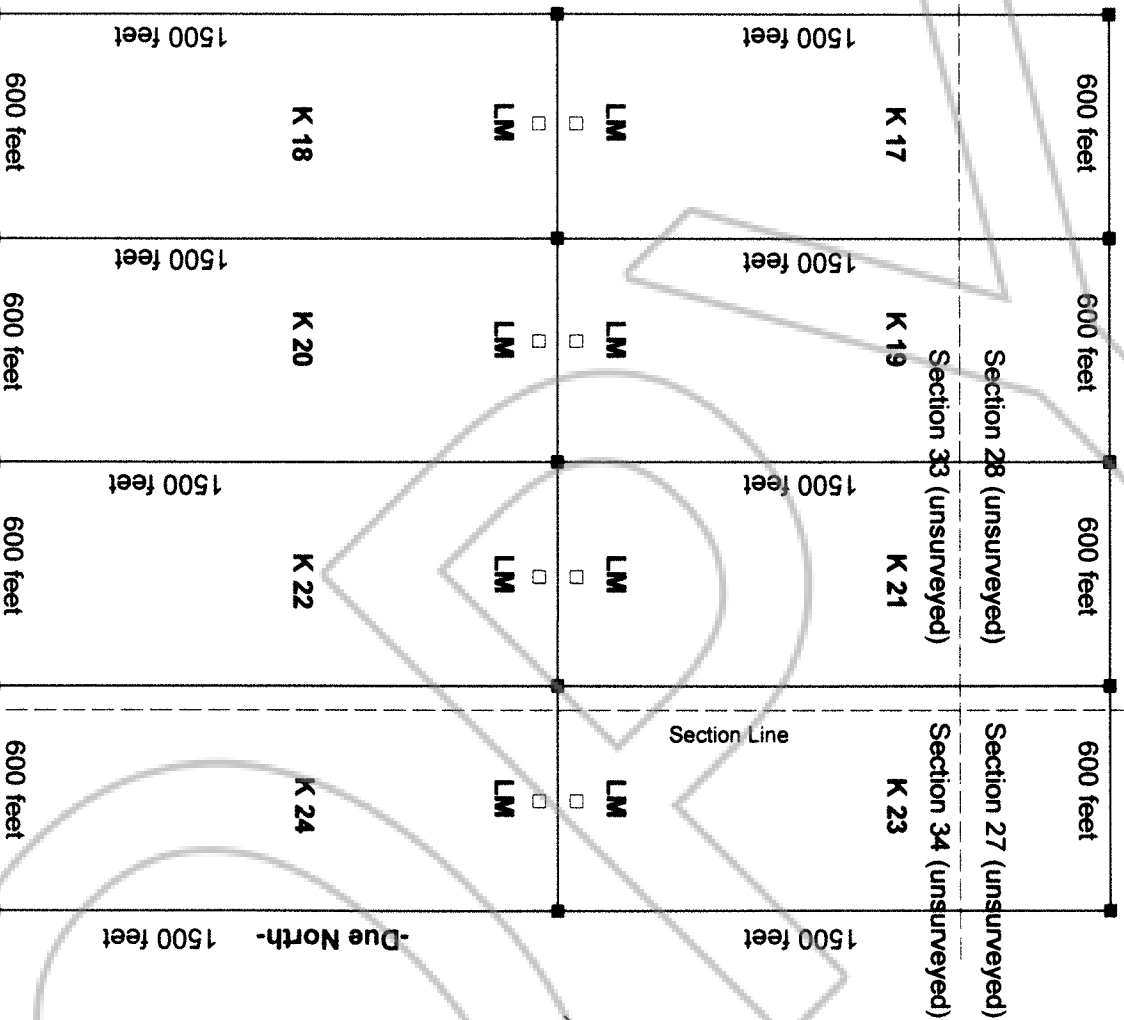 1500 feet
1500 feet
600 feet
K 18
LM
LM
K 17
600 feet
1500 feet
1500 feet
600 feet
K 20
LM
LM
K 19
600 feet
Section 28 (unsurveyed)
Section 33 (unsurveyed)
1500 feet
1500 feet
600 feet
K 22
LM
LM
K 21
600 feet
Section Line
600 feet
K 24
LM
LM
K 23
600 feet
Section 27 (unsurveyed)
Section 34 (unsurveyed)
1500 feet
-Due North-
1500 feet